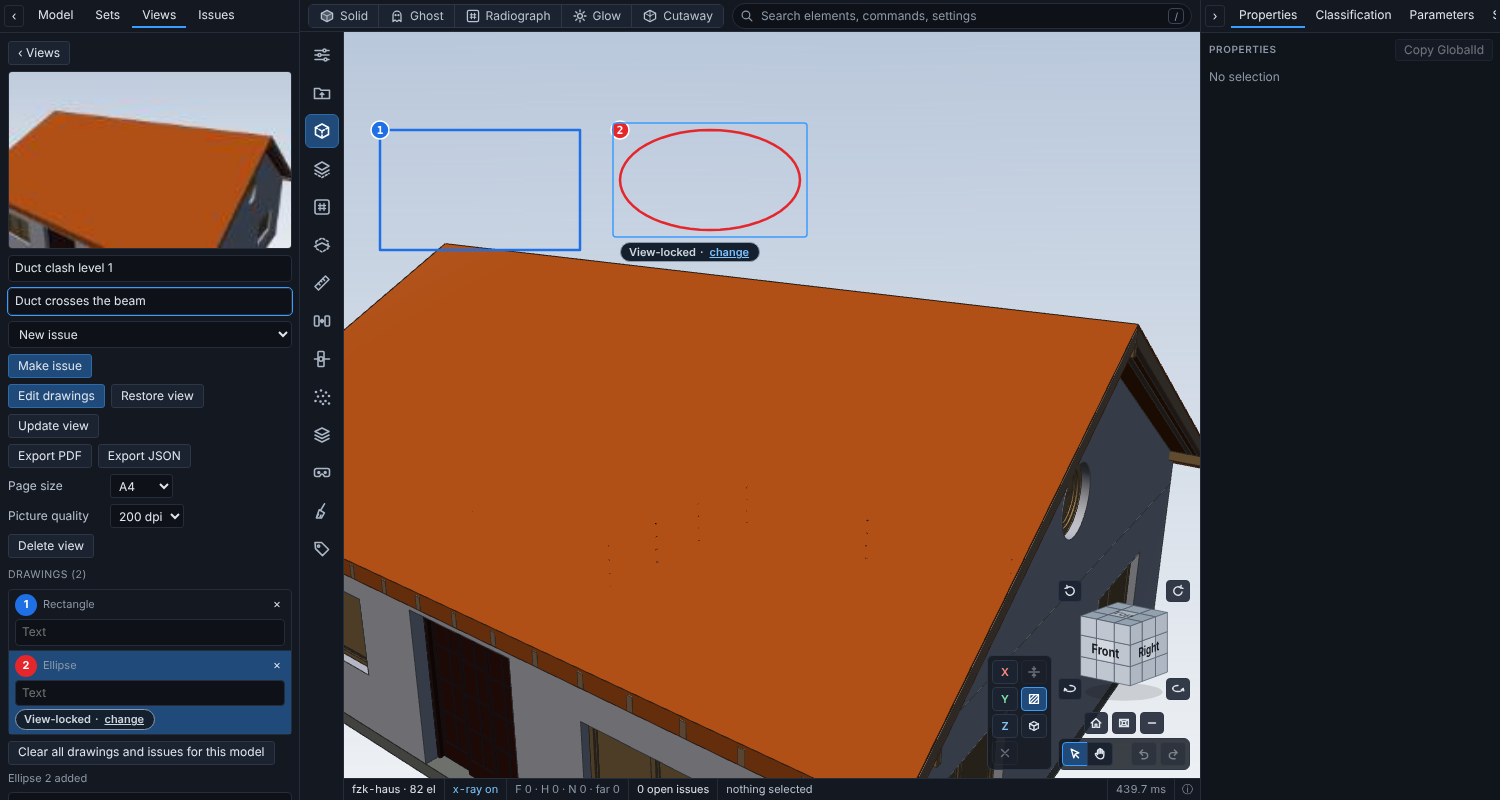 Model Sets Views Issues
Solid Ghost Radiograph Glow Cutaway
Search elements, commands, settings /
Properties Classification Parameters
‹ Views
PROPERTIES
Copy GlobalId
No selection
1
2
View-locked · change
Duct clash level 1
Duct crosses the beam
New issue
Make issue
Edit drawings Restore view
Update view
Export PDF Export JSON
Page size A4
Picture quality 200 dpi
Delete view
DRAWINGS (2)
1 Rectangle ×
Text
2 Ellipse ×
Text
View-locked · change
Clear all drawings and issues for this model
Ellipse 2 added
Front Right
X
Y
Z
fzk-haus · 82 el x-ray on F 0 · H 0 · N 0 · far 0 0 open issues nothing selected 439.7 ms